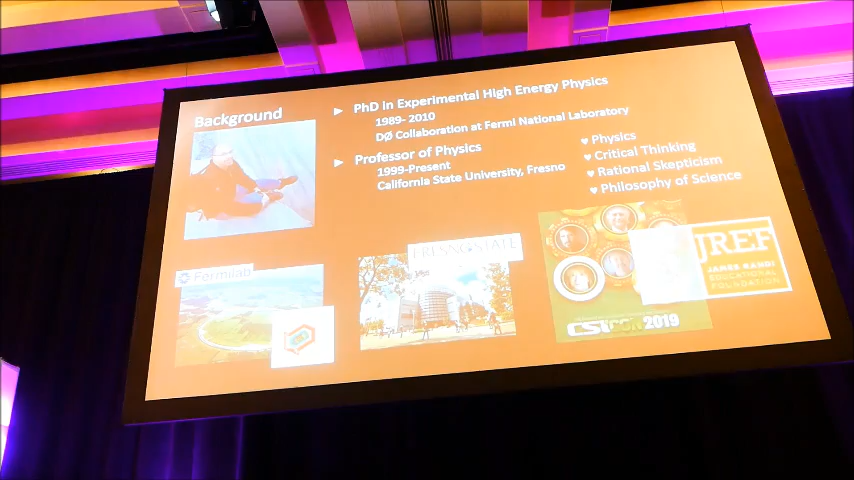 Background
► PhD in Experimental High Energy Physics
1989- 2010
DØ Collaboration at Fermi National Laboratory
► Professor of Physics
1999-Present
California State University, Fresno
♥ Physics
♥ Critical Thinking
♥ Rational Skepticism
♥ Philosophy of Science
Fermilab
FRESNO STATE
CSICON 2019
JREF
JAMES RANDI
EDUCATIONAL
FOUNDATION